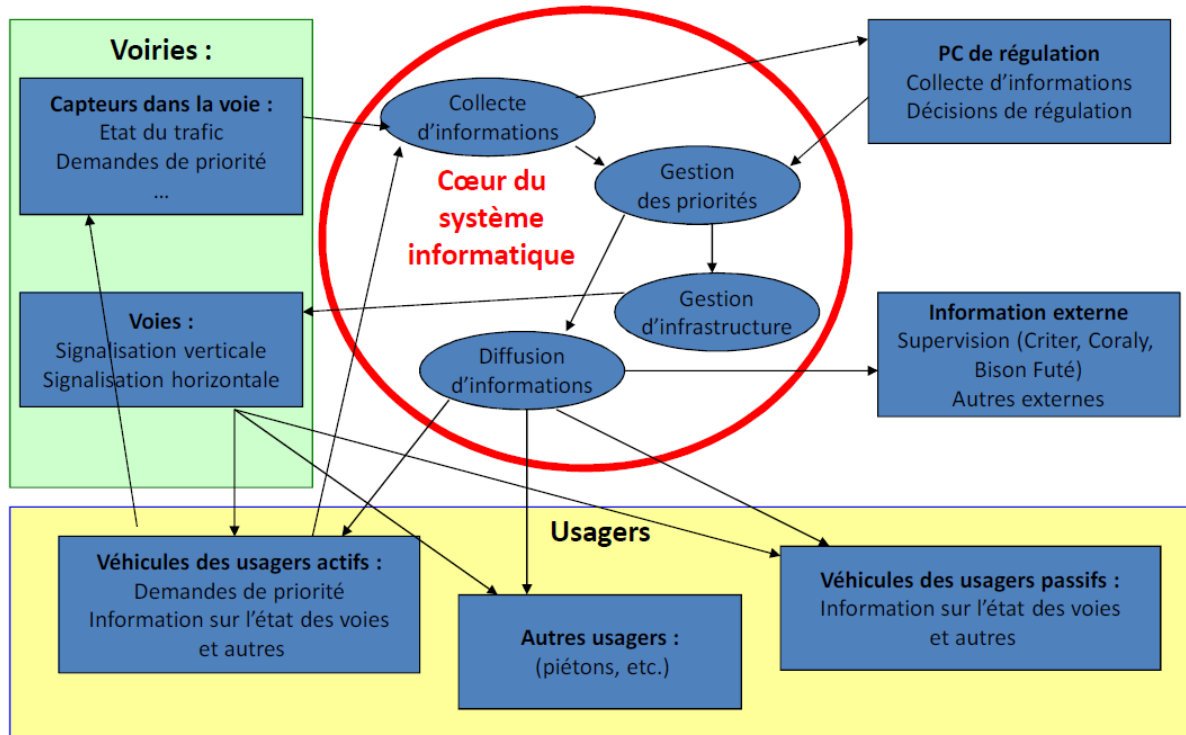 Voiries :
Capteurs dans la voie :
Etat du trafic
Demandes de priorité
...
Voies :
Signalisation verticale
Signalisation horizontale
Collecte
d’informations
Cœur du
système
informatique
Gestion
des priorités
Gestion
d’infrastructure
Diffusion
d’informations
PC de régulation
Collecte d’informations
Décisions de régulation
Information externe
Supervision (Criter, Coraly,
Bison Futé)
Autres externes
Usagers
Véhicules des usagers actifs :
Demandes de priorité
Information sur l’état des voies
et autres
Autres usagers :
(piétons, etc.)
Véhicules des usagers passifs :
Information sur l’état des voies
et autres